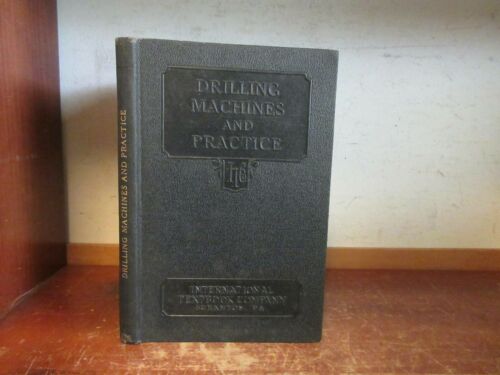 DRILLING MACHINES AND PRACTICE
DRILLING
MACHINES
AND
PRACTICE
ITC
INTERNATIONAL
TEXTBOOK COMPANY
SCRANTON PA.